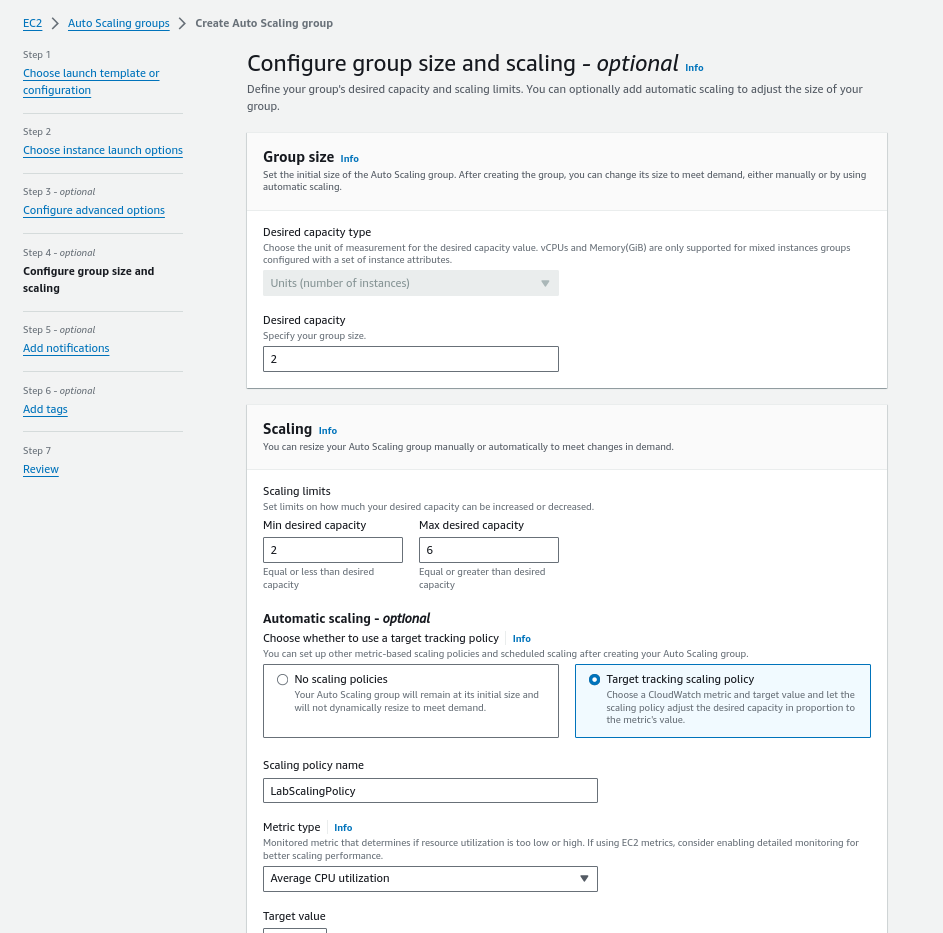 EC2 > Auto Scaling groups > Create Auto Scaling group
Step 1
Choose launch template or
configuration
Step 2
Choose instance launch options
Step 3 - optional
Configure advanced options
Step 4 - optional
Configure group size and
scaling
Step 5 - optional
Add notifications
Step 6 - optional
Add tags
Step 7
Review
Configure group size and scaling - optional Info
Define your group's desired capacity and scaling limits. You can optionally add automatic scaling to adjust the size of your
group.
Group size Info
Set the initial size of the Auto Scaling group. After creating the group, you can change its size to meet demand, either manually or by using
automatic scaling.
Desired capacity type
Choose the unit of measurement for the desired capacity value. vCPUs and Memory(GiB) are only supported for mixed instances groups
configured with a set of instance attributes.
Units (number of instances)
Desired capacity
Specify your group size.
2
Scaling Info
You can resize your Auto Scaling group manually or automatically to meet changes in demand.
Scaling limits
Set limits on how much your desired capacity can be increased or decreased.
Min desired capacity
2
Equal or less than desired
capacity
Max desired capacity
6
Equal or greater than desired
capacity
Automatic scaling - optional
Choose whether to use a target tracking policy Info
You can set up other metric-based scaling policies and scheduled scaling after creating your Auto Scaling group.
No scaling policies
Your Auto Scaling group will remain at its initial size and
will not dynamically resize to meet demand.
Target tracking scaling policy
Choose a CloudWatch metric and target value and let the
scaling policy adjust the desired capacity in proportion to
the metric's value.
Scaling policy name
LabScalingPolicy
Metric type Info
Monitored metric that determines if resource utilization is too low or high. If using EC2 metrics, consider enabling detailed monitoring for
better scaling performance.
Average CPU utilization
Target value